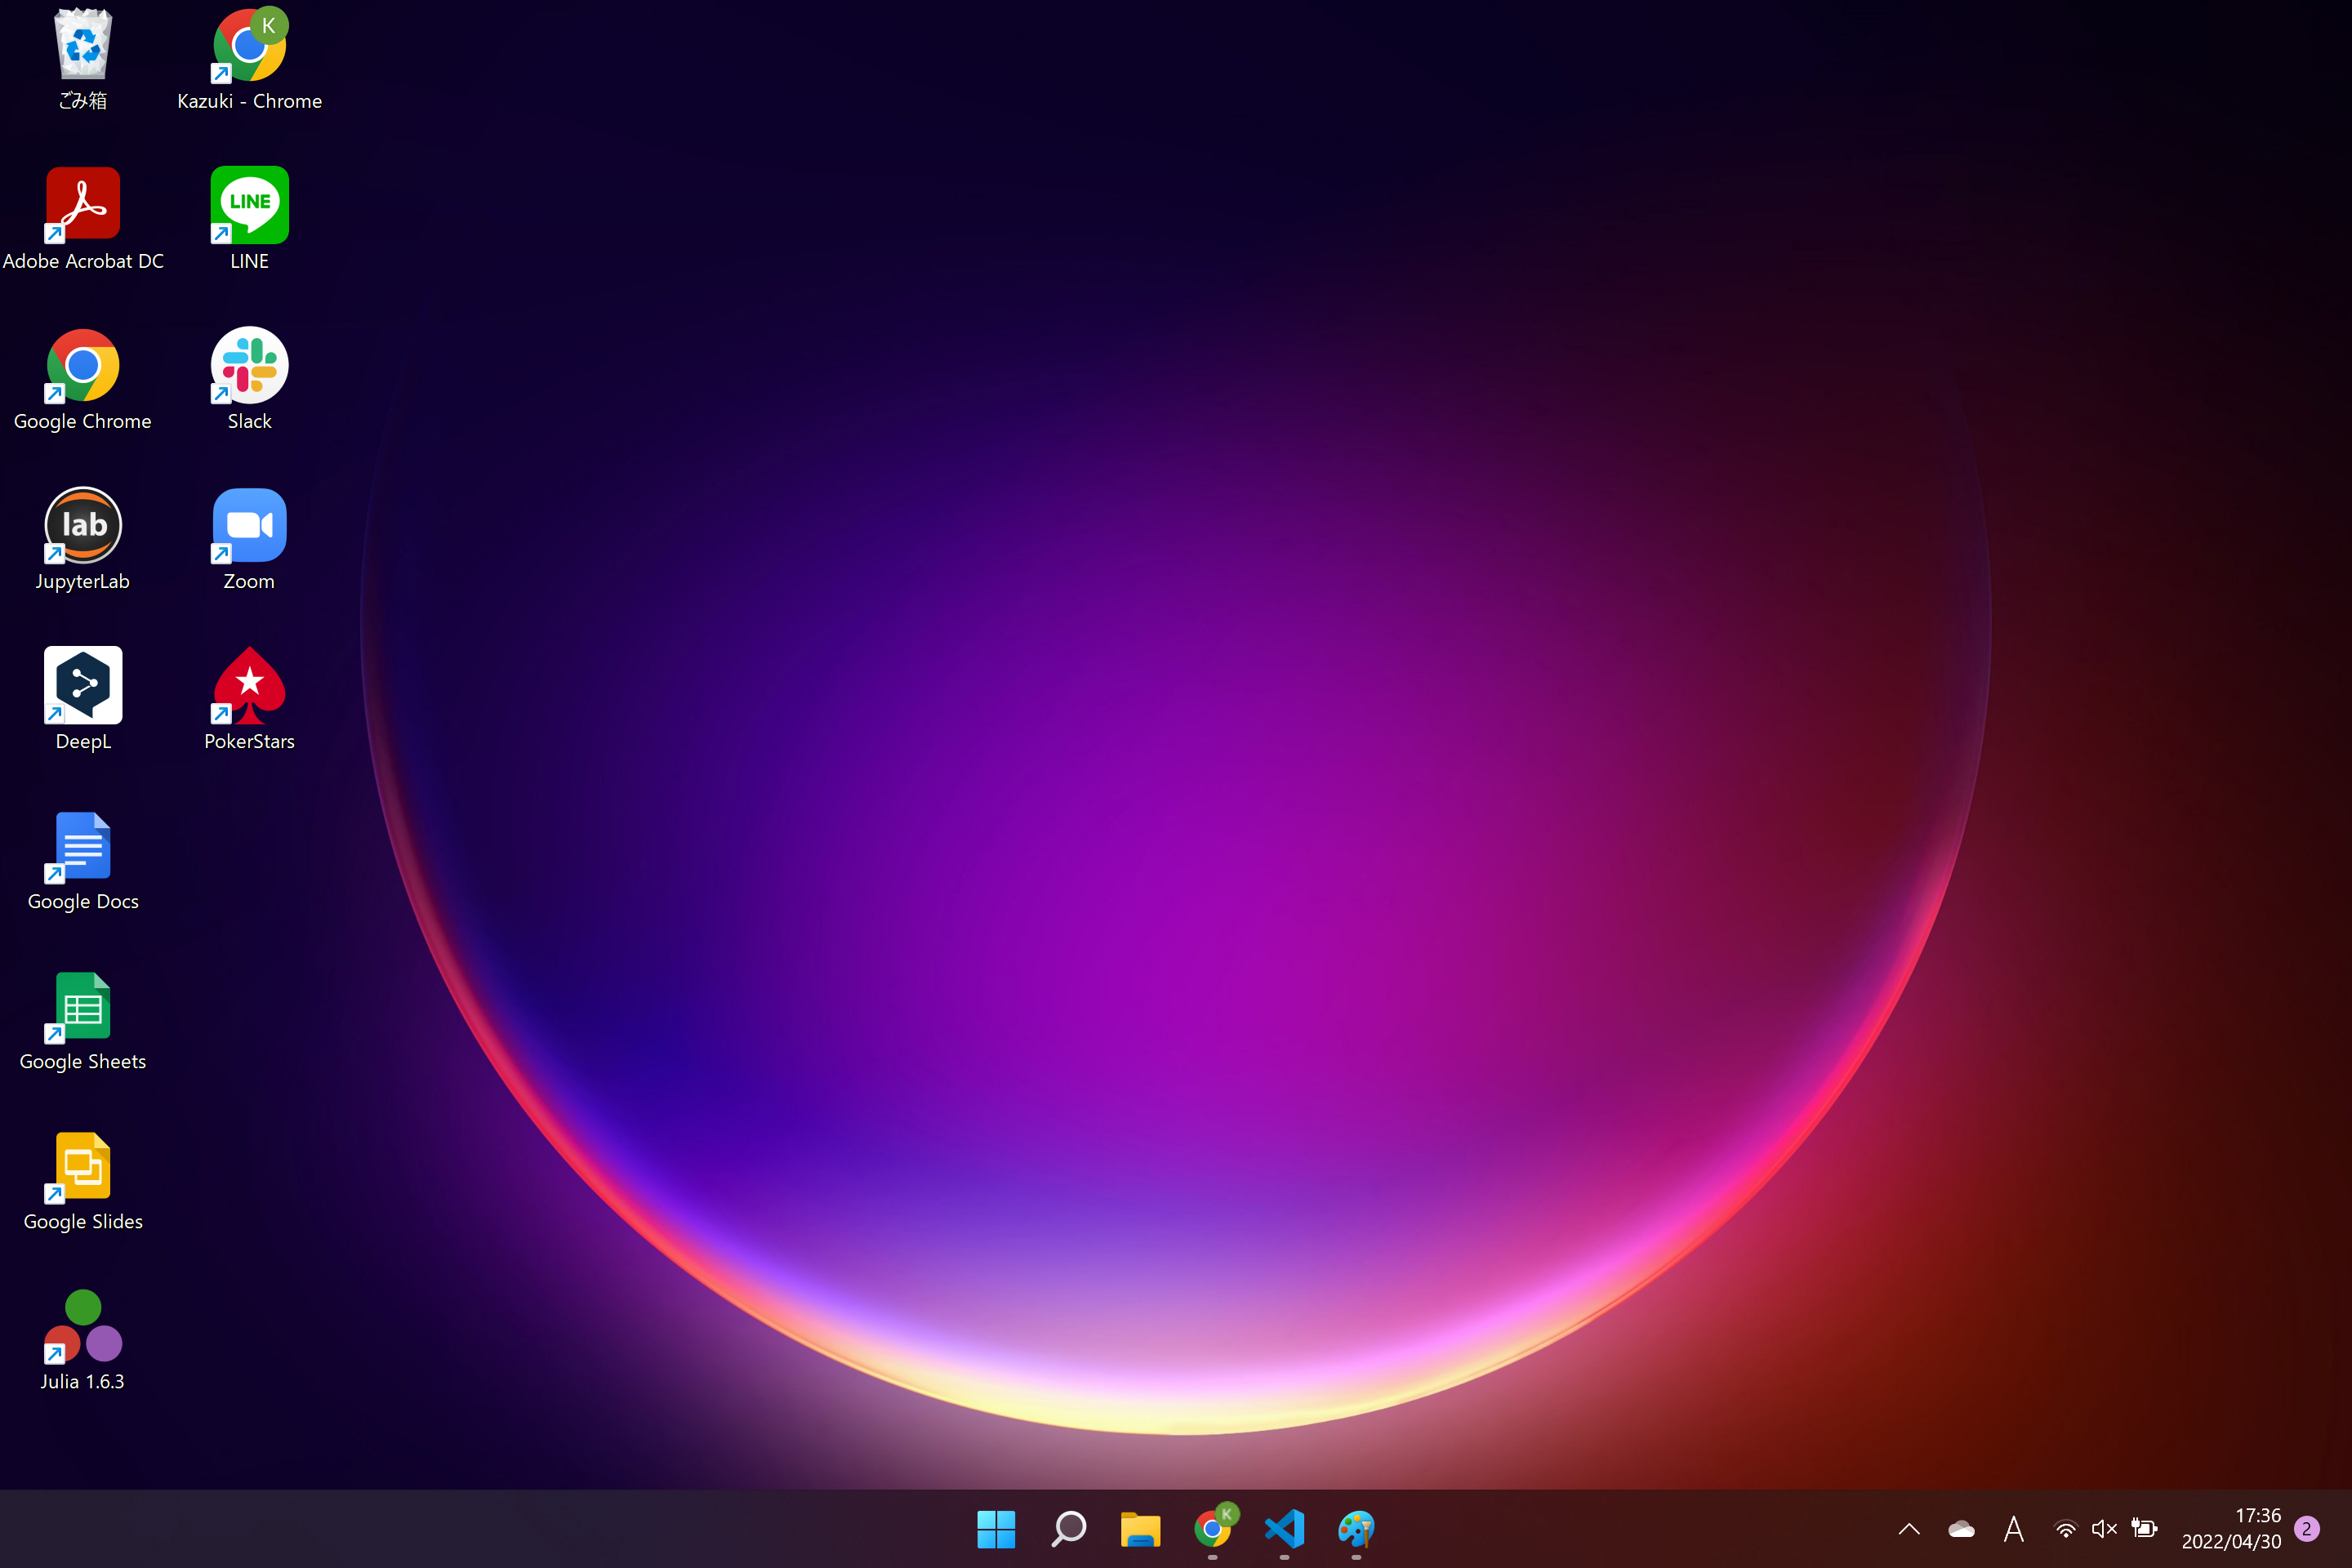 ごみ箱
K
Kazuki - Chrome
Adobe Acrobat DC
LINE
LINE
Google Chrome
Slack
lab
JupyterLab
Zoom
DeepL
PokerStars
Google Docs
Google Sheets
Google Slides
Julia 1.6.3
K
A
17:36
2022/04/30
2